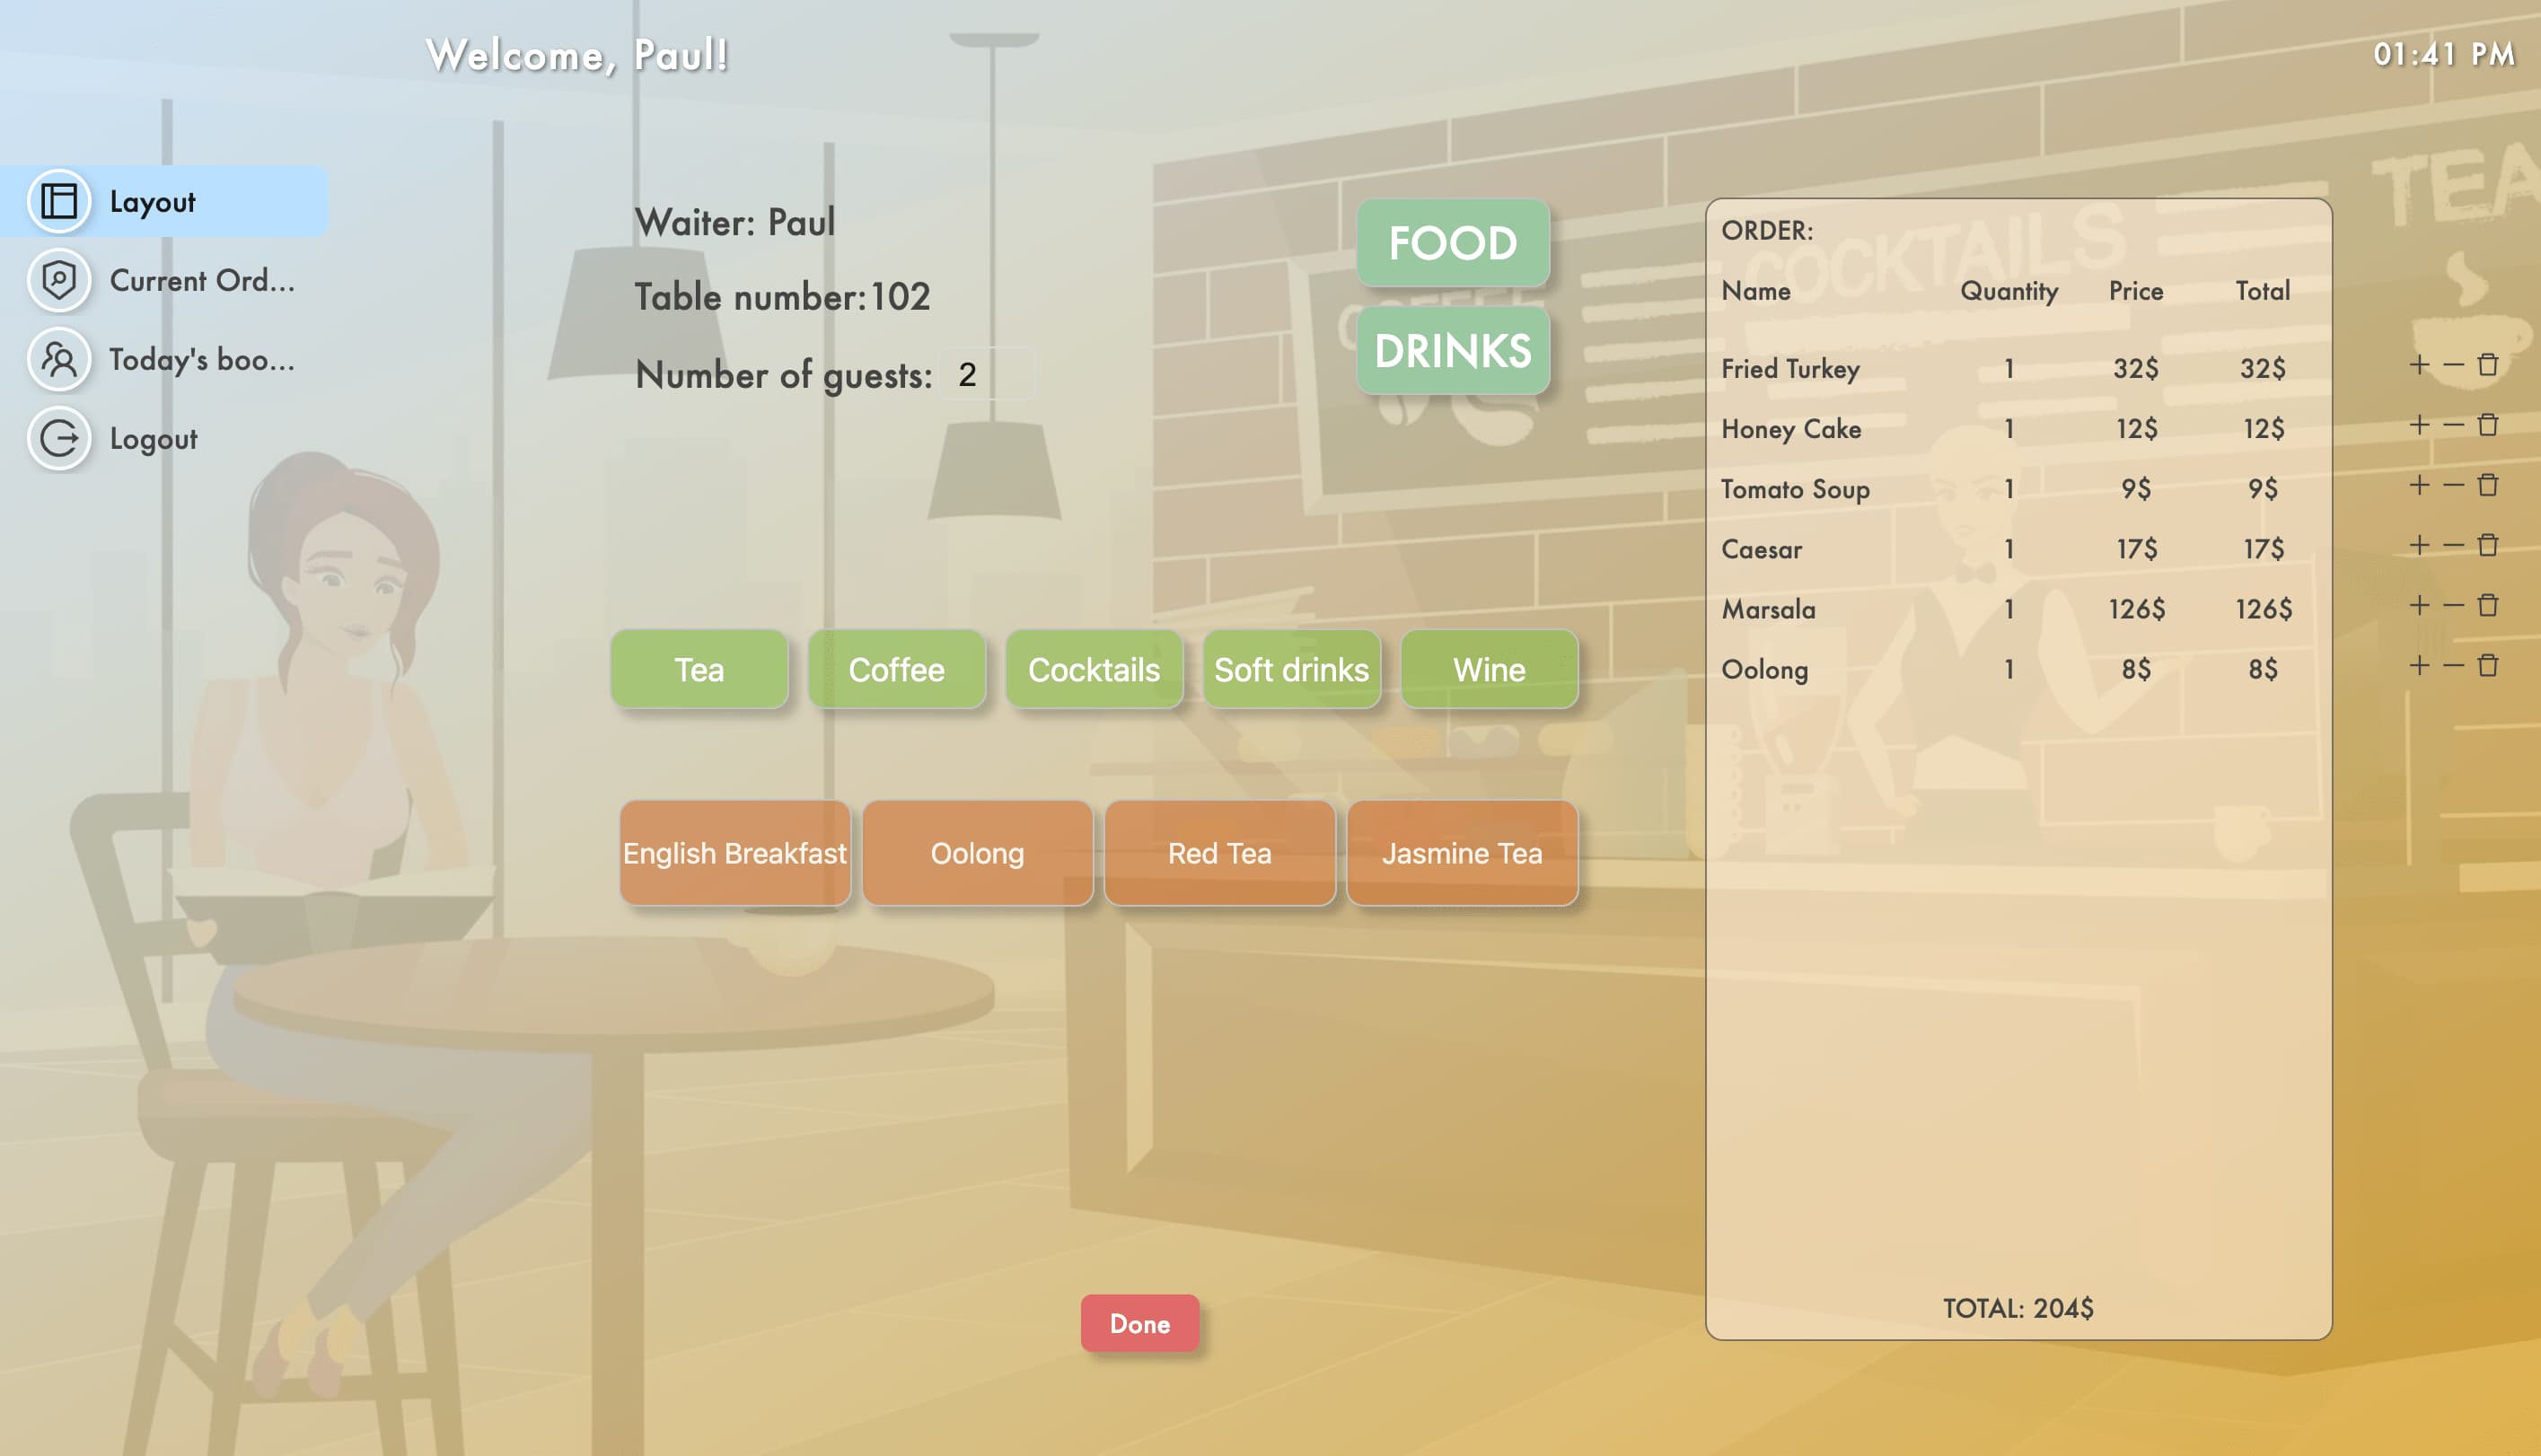 Welcome, Paul!
01:41 PM
Layout
Current Ord...
Today's boo...
Logout
Waiter: Paul
Table number:102
Number of guests: 2
FOOD
DRINKS
COFFEE
COCKTAILS
TEA
Tea Coffee Cocktails Soft drinks Wine
English Breakfast Oolong Red Tea Jasmine Tea
Done
ORDER:
Name Quantity Price Total
Fried Turkey 1 32$ 32$
Honey Cake 1 12$ 12$
Tomato Soup 1 9$ 9$
Caesar 1 17$ 17$
Marsala 1 126$ 126$
Oolong 1 8$ 8$
TOTAL: 204$